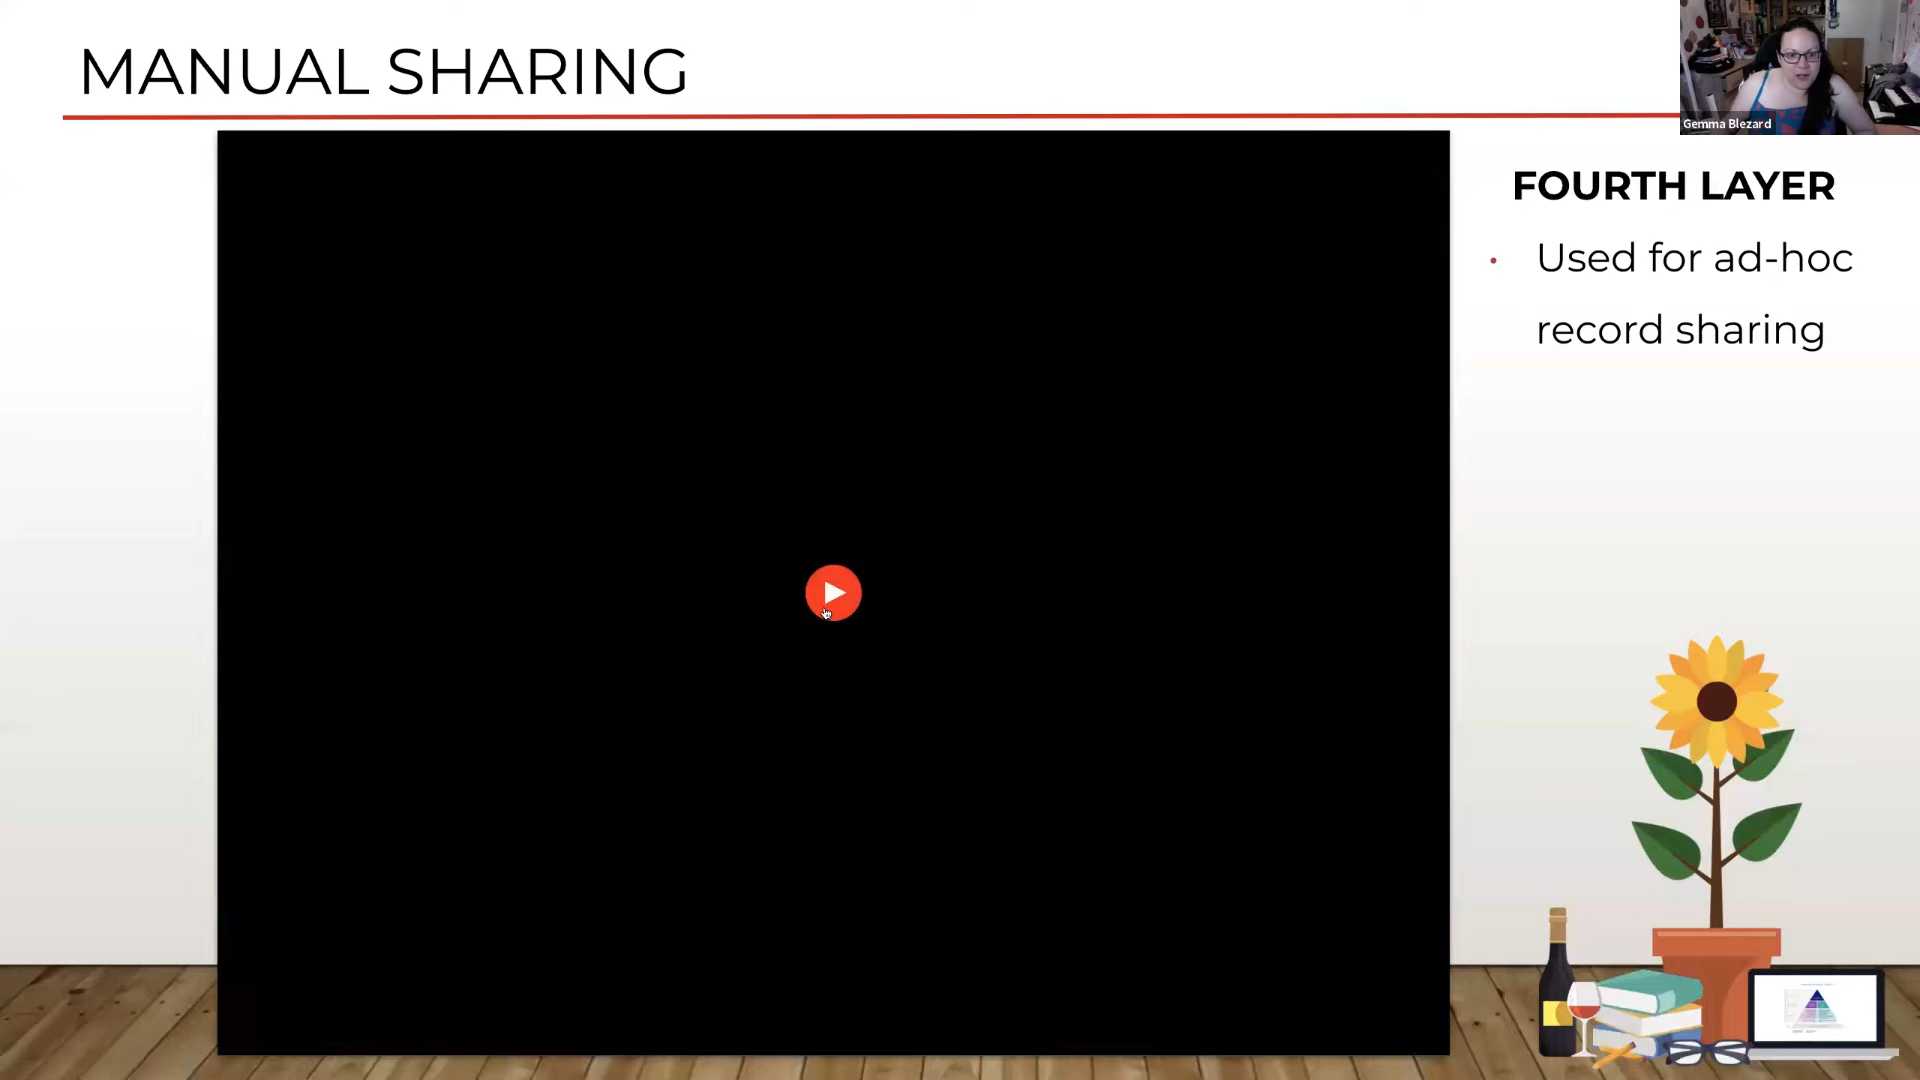 MANUAL SHARING
Gemma Blezard
FOURTH LAYER
• Used for ad-hoc
record sharing